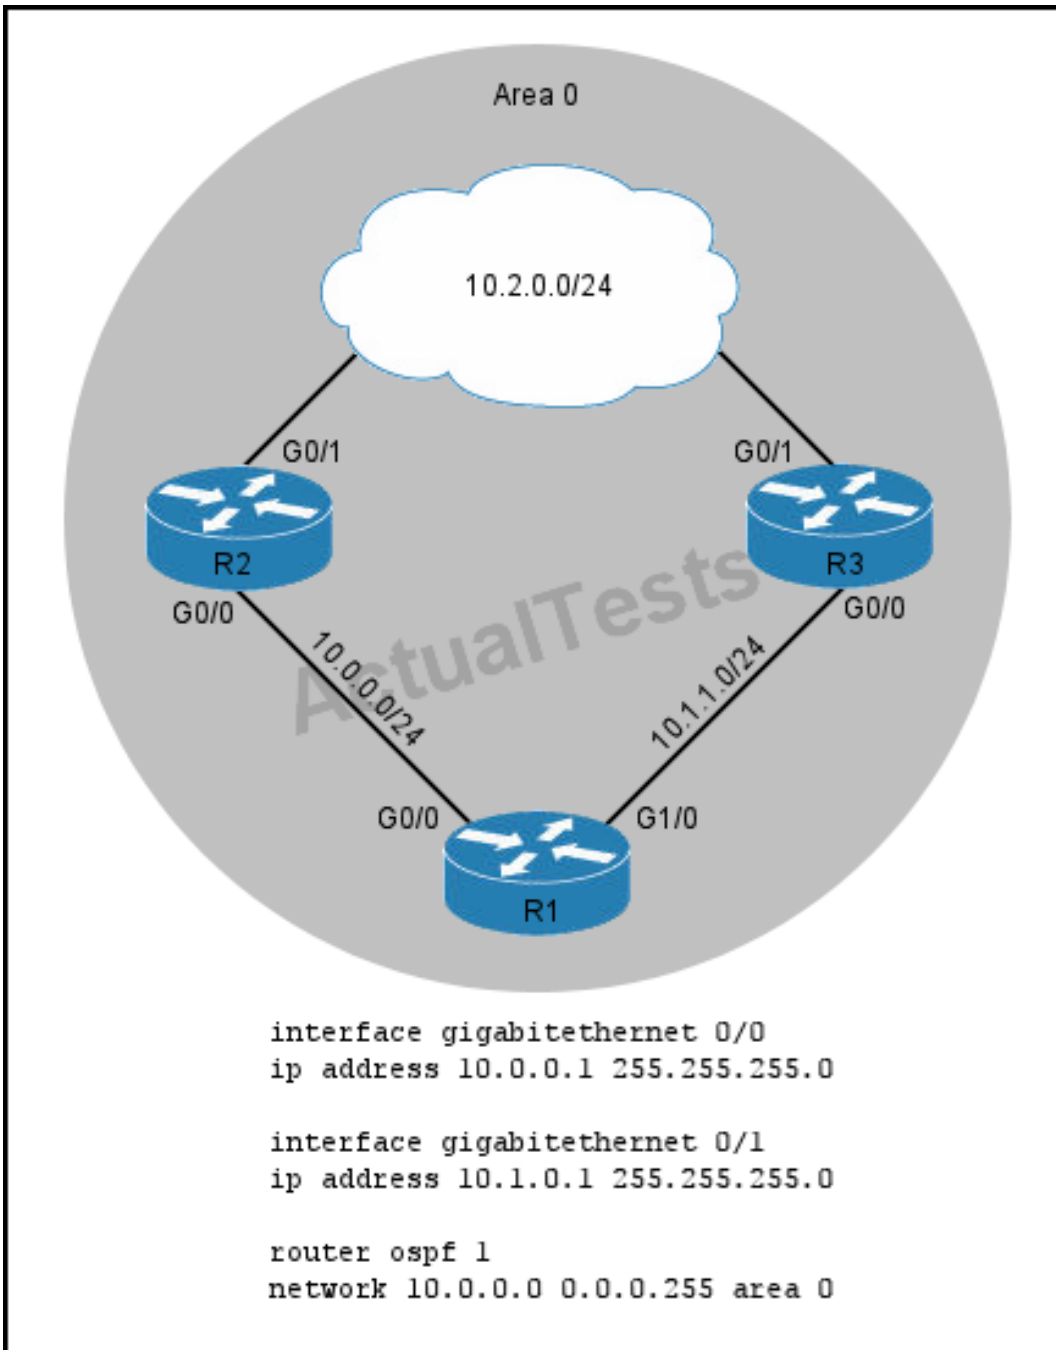 Area 0
10.2.0.0/24
G0/1
G0/1
R2
R3
G0/0
G0/0
ActualTests
10.0.0.0/24
10.1.1.0/24
G0/0
G1/0
R1
interface gigabitethernet 0/0
ip address 10.0.0.1 255.255.255.0
interface gigabitethernet 0/1
ip address 10.1.0.1 255.255.255.0
router ospf 1
network 10.0.0.0 0.0.0.255 area 0